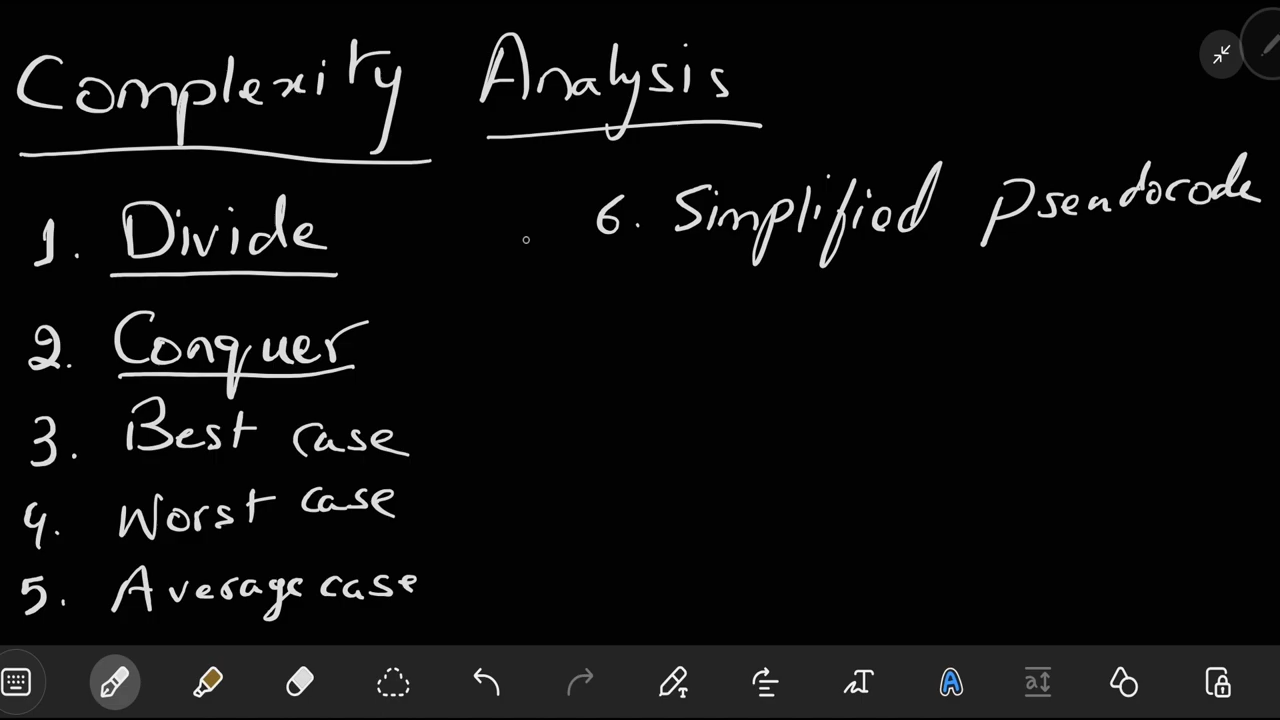 Complexity Analysis
1. Divide
2. Conquer
3. Best case
4. Worst case
5. Average case
6. Simplified pseudocode